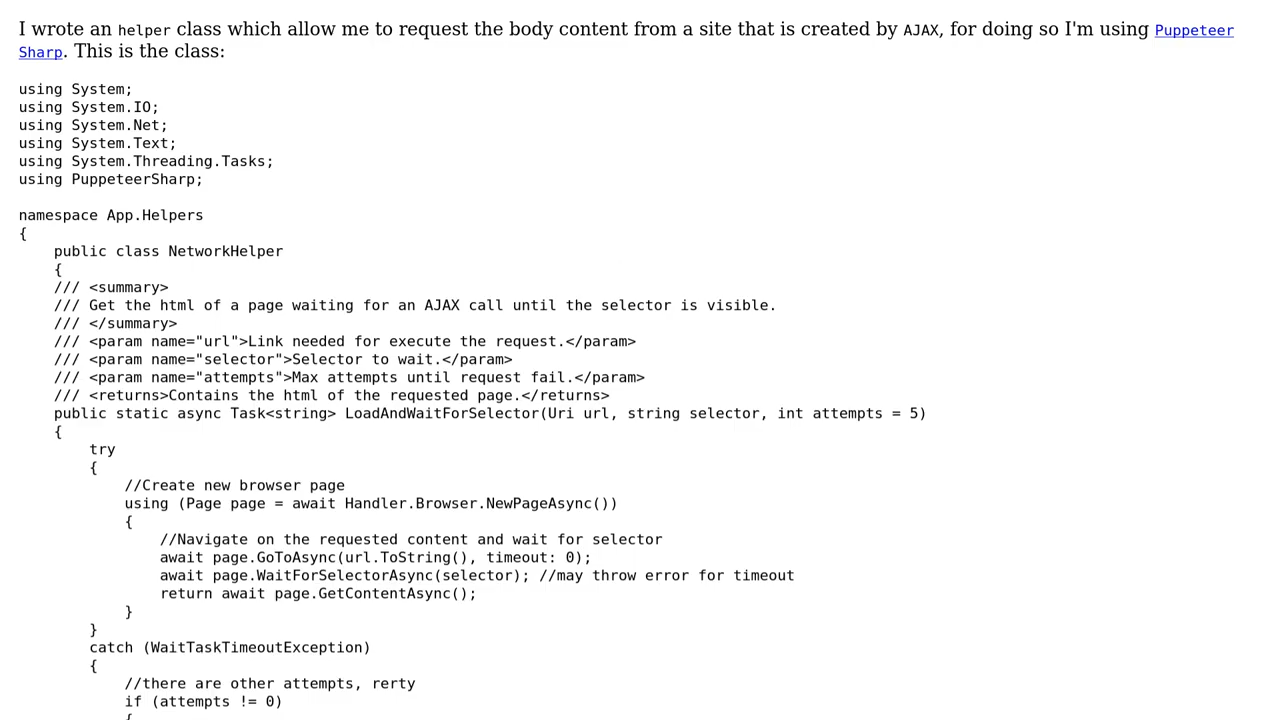 I wrote an helper class which allow me to request the body content from a site that is created by AJAX, for doing so I'm using Puppeteer
Sharp. This is the class:
using System;
using System.IO;
using System.Net;
using System.Text;
using System.Threading.Tasks;
using PuppeteerSharp;
namespace App.Helpers
{
    public class NetworkHelper
    {
    /// <summary>
    /// Get the html of a page waiting for an AJAX call until the selector is visible.
    /// </summary>
    /// <param name="url">Link needed for execute the request.</param>
    /// <param name="selector">Selector to wait.</param>
    /// <param name="attempts">Max attempts until request fail.</param>
    /// <returns>Contains the html of the requested page.</returns>
    public static async Task<string> LoadAndWaitForSelector(Uri url, string selector, int attempts = 5)
    {
        try
        {
            //Create new browser page
            using (Page page = await Handler.Browser.NewPageAsync())
            {
                //Navigate on the requested content and wait for selector
                await page.GoToAsync(url.ToString(), timeout: 0);
                await page.WaitForSelectorAsync(selector); //may throw error for timeout
                return await page.GetContentAsync();
            }
        }
        catch (WaitTaskTimeoutException)
        {
            //there are other attempts, rerty
            if (attempts != 0)
            {